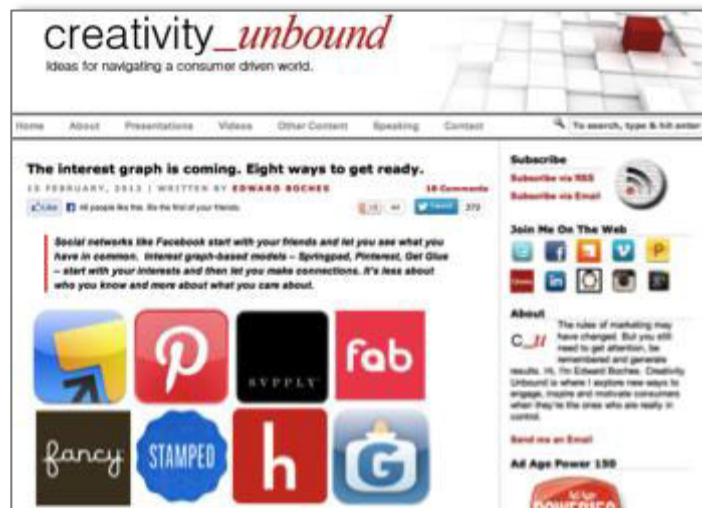 creativity_unbound
Ideas for navigating a consumer driven world.
Home About Presentations Videos Other Content Speaking Contact
To search, type & hit enter
The interest graph is coming. Eight ways to get ready.
FEBRUARY, | WRITTEN BY EDWARD BOCHES
18 Comments
Like people like this. Be the first of your friends.
Tweet
Social networks like Facebook start with your friends and let you see what you
have in common. Interest graph-based models – Springpad, Pinterest, Get Glue
– start with your interests and then let you make connections. It's less about
who you know and more about what you care about.
SVPPLY
fab
fancy
STAMPED
h
G
Subscribe
Subscribe via RSS
Subscribe via Email
Join Me On The Web
About
C_U
The rules of marketing may
have changed. But you still
need to get attention, be
remembered and generate
results. Hi, I'm Edward Boches. Creativity
Unbound is where I explore new ways to
engage, inspire and motivate consumers
when they're the ones who are really in
control.
Send me an Email
Ad Age Power 150
Ad Age